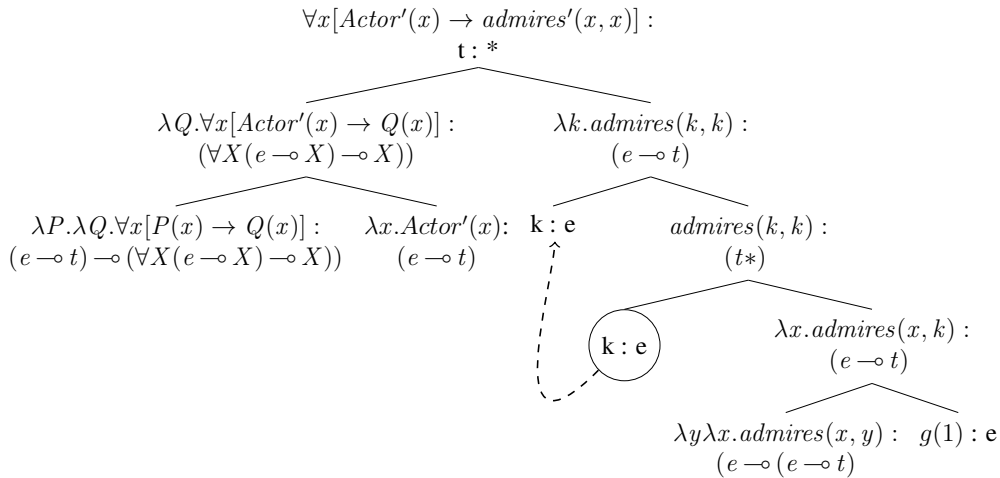 ∀x[Actor′(x) → admires′(x, x)] :
t : *
λQ.∀x[Actor′(x) → Q(x)] :
(∀X(e ⊸ X) ⊸ X))
λk.admires(k, k) :
(e ⊸ t)
λP.λQ.∀x[P(x) → Q(x)] :
(e ⊸ t) ⊸ (∀X(e ⊸ X) ⊸ X))
λx.Actor′(x):
(e ⊸ t)
k : e
admires(k, k) :
(t∗)
k : e
λx.admires(x, k) :
(e ⊸ t)
λyλx.admires(x, y) :
(e ⊸ (e ⊸ t)
g(1) : e